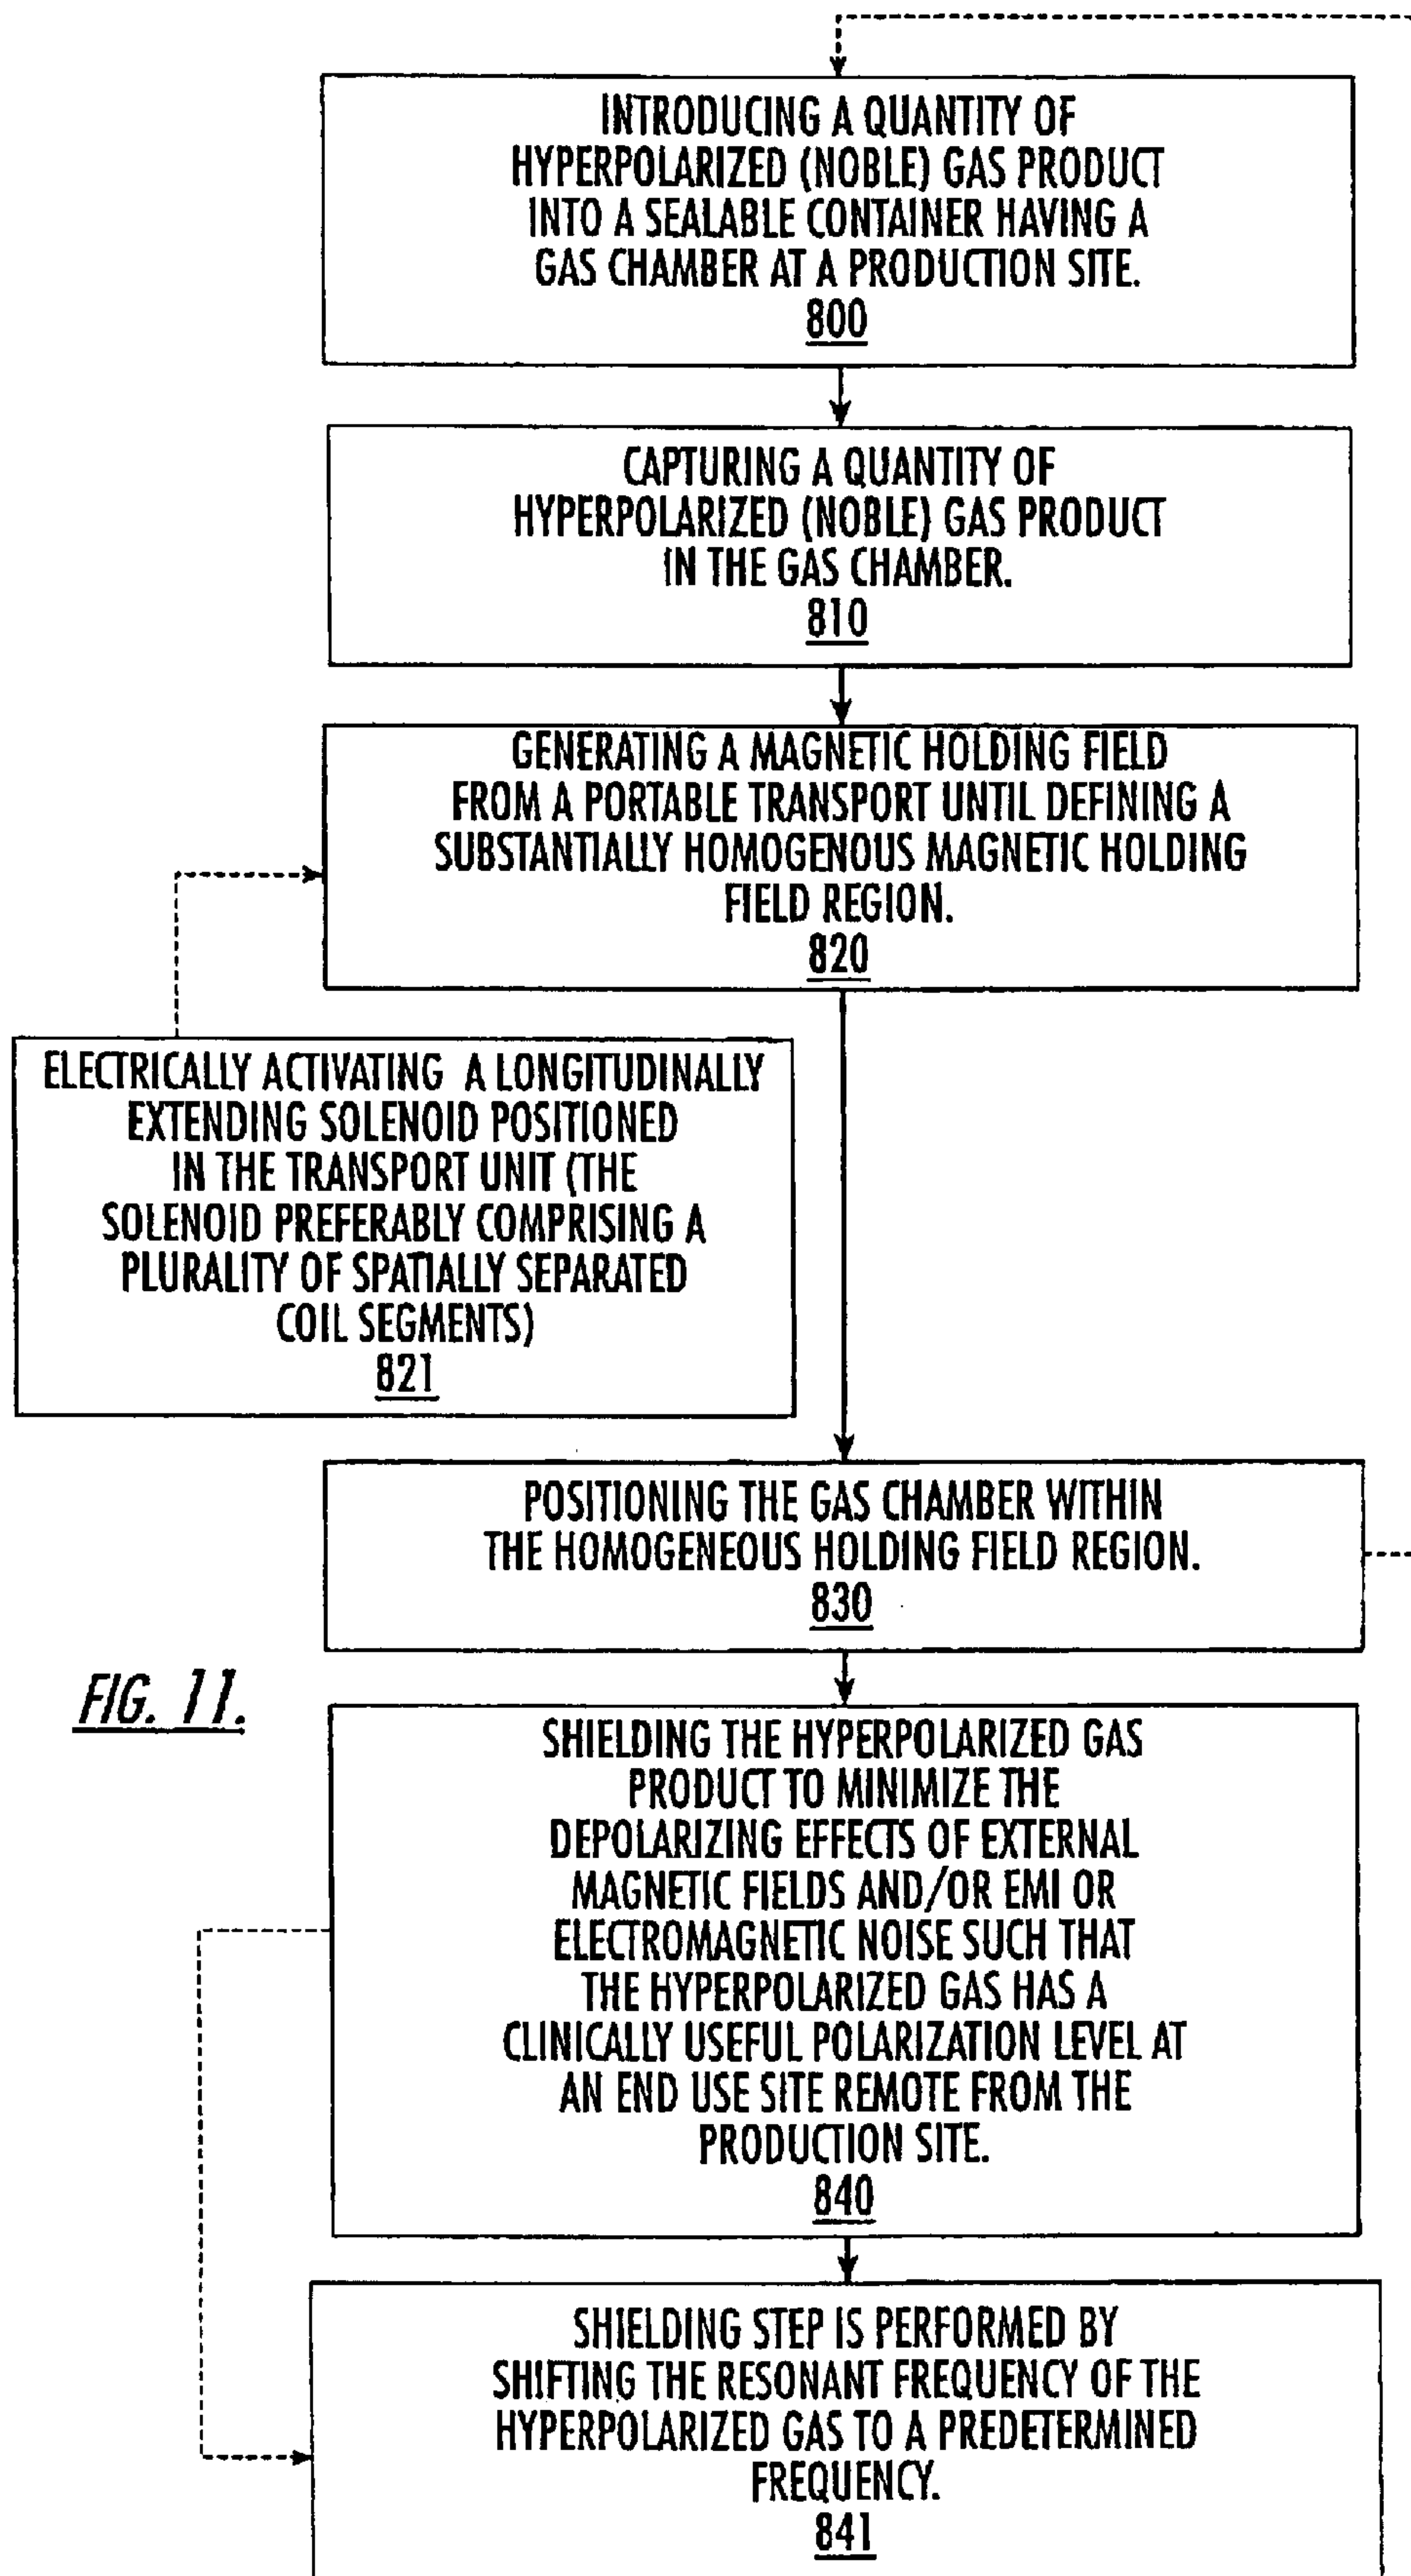 INTRODUCING A QUANTITY OF
HYPERPOLARIZED (NOBLE) GAS PRODUCT
INTO A SEALABLE CONTAINER HAVING A
GAS CHAMBER AT A PRODUCTION SITE.
800
CAPTURING A QUANTITY OF
HYPERPOLARIZED (NOBLE) GAS PRODUCT
IN THE GAS CHAMBER.
810
GENERATING A MAGNETIC HOLDING FIELD
FROM A PORTABLE TRANSPORT UNTIL DEFINING A
SUBSTANTIALLY HOMOGENOUS MAGNETIC HOLDING
FIELD REGION.
820
ELECTRICALLY ACTIVATING A LONGITUDINALLY
EXTENDING SOLENOID POSITIONED
IN THE TRANSPORT UNIT (THE
SOLENOID PREFERABLY COMPRISING A
PLURALITY OF SPATIALLY SEPARATED
COIL SEGMENTS)
821
POSITIONING THE GAS CHAMBER WITHIN
THE HOMOGENEOUS HOLDING FIELD REGION.
830
FIG. 11.
SHIELDING THE HYPERPOLARIZED GAS
PRODUCT TO MINIMIZE THE
DEPOLARIZING EFFECTS OF EXTERNAL
MAGNETIC FIELDS AND/OR EMI OR
ELECTROMAGNETIC NOISE SUCH THAT
THE HYPERPOLARIZED GAS HAS A
CLINICALLY USEFUL POLARIZATION LEVEL AT
AN END USE SITE REMOTE FROM THE
PRODUCTION SITE.
840
SHIELDING STEP IS PERFORMED BY
SHIFTING THE RESONANT FREQUENCY OF THE
HYPERPOLARIZED GAS TO A PREDETERMINED
FREQUENCY.
841